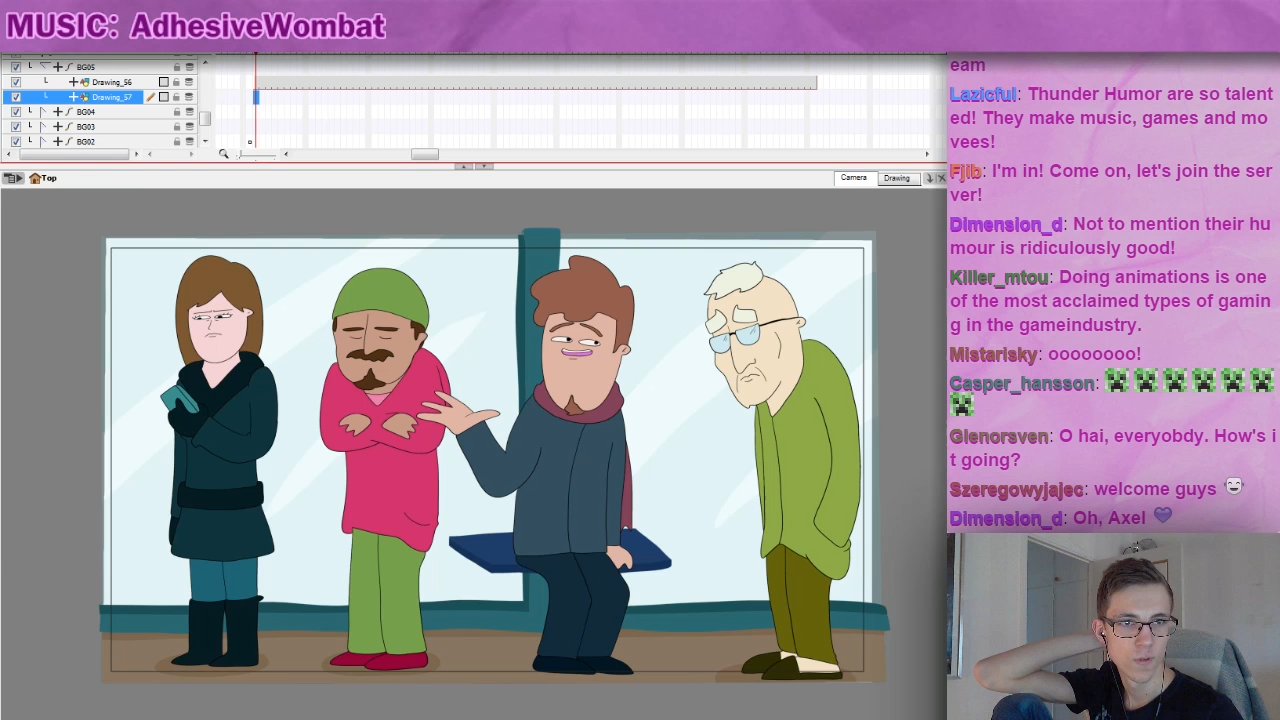 MUSIC: AdhesiveWombat
BG05
Drawing_56
Drawing_57
BG04
BG03
BG02
Top
Camera
Drawing
eam
Lazicful: Thunder Humor are so talent
ed! They make music, games and mo
vees!
Fjib: I'm in! Come on, let's join the ser
ver!
Dimension_d: Not to mention their hu
mour is ridiculously good!
Killer_mtou: Doing animations is one
of the most acclaimed types of gamin
g in the gameindustry.
Mistarisky: oooooooo!
Casper_hansson:
Glenorsven: O hai, everyobdy. How's i
t going?
Szeregowyjajec: welcome guys
Dimension_d: Oh, Axel